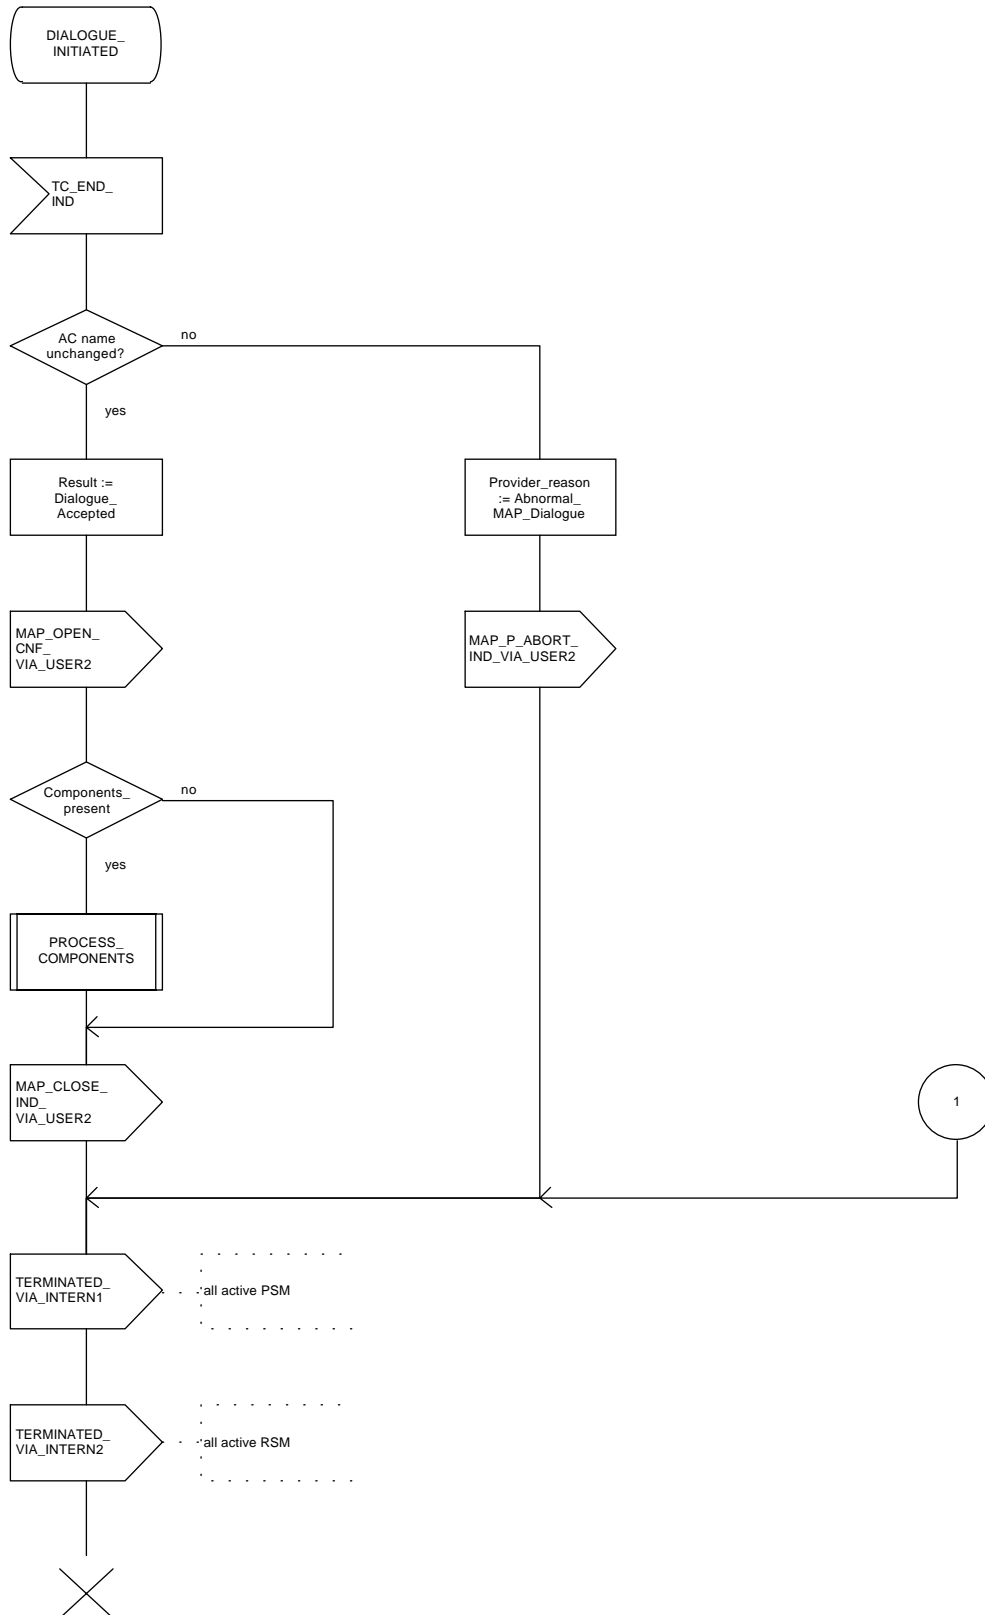 DIALOGUE_
INITIATED
TC_END_
IND
AC name
unchanged?
no
yes
Result :=
Dialogue_
Accepted
Provider_reason
:= Abnormal_
MAP_Dialogue
MAP_OPEN_
CNF_
VIA_USER2
MAP_P_ABORT_
IND_VIA_USER2
Components_
present
no
yes
PROCESS_
COMPONENTS
MAP_CLOSE_
IND_
VIA_USER2
1
TERMINATED_
VIA_INTERN1
all active PSM
TERMINATED_
VIA_INTERN2
all active RSM